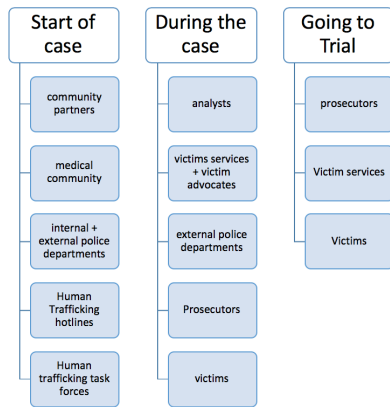 Start of
case
community
partners
medical
community
internal +
external police
departments
Human
Trafficking
hotlines
Human
trafficking task
forces
During the
case
analysts
victims services
+ victim
advocates
external police
departments
Prosecutors
victims
Going to
Trial
prosecutors
Victim services
Victims